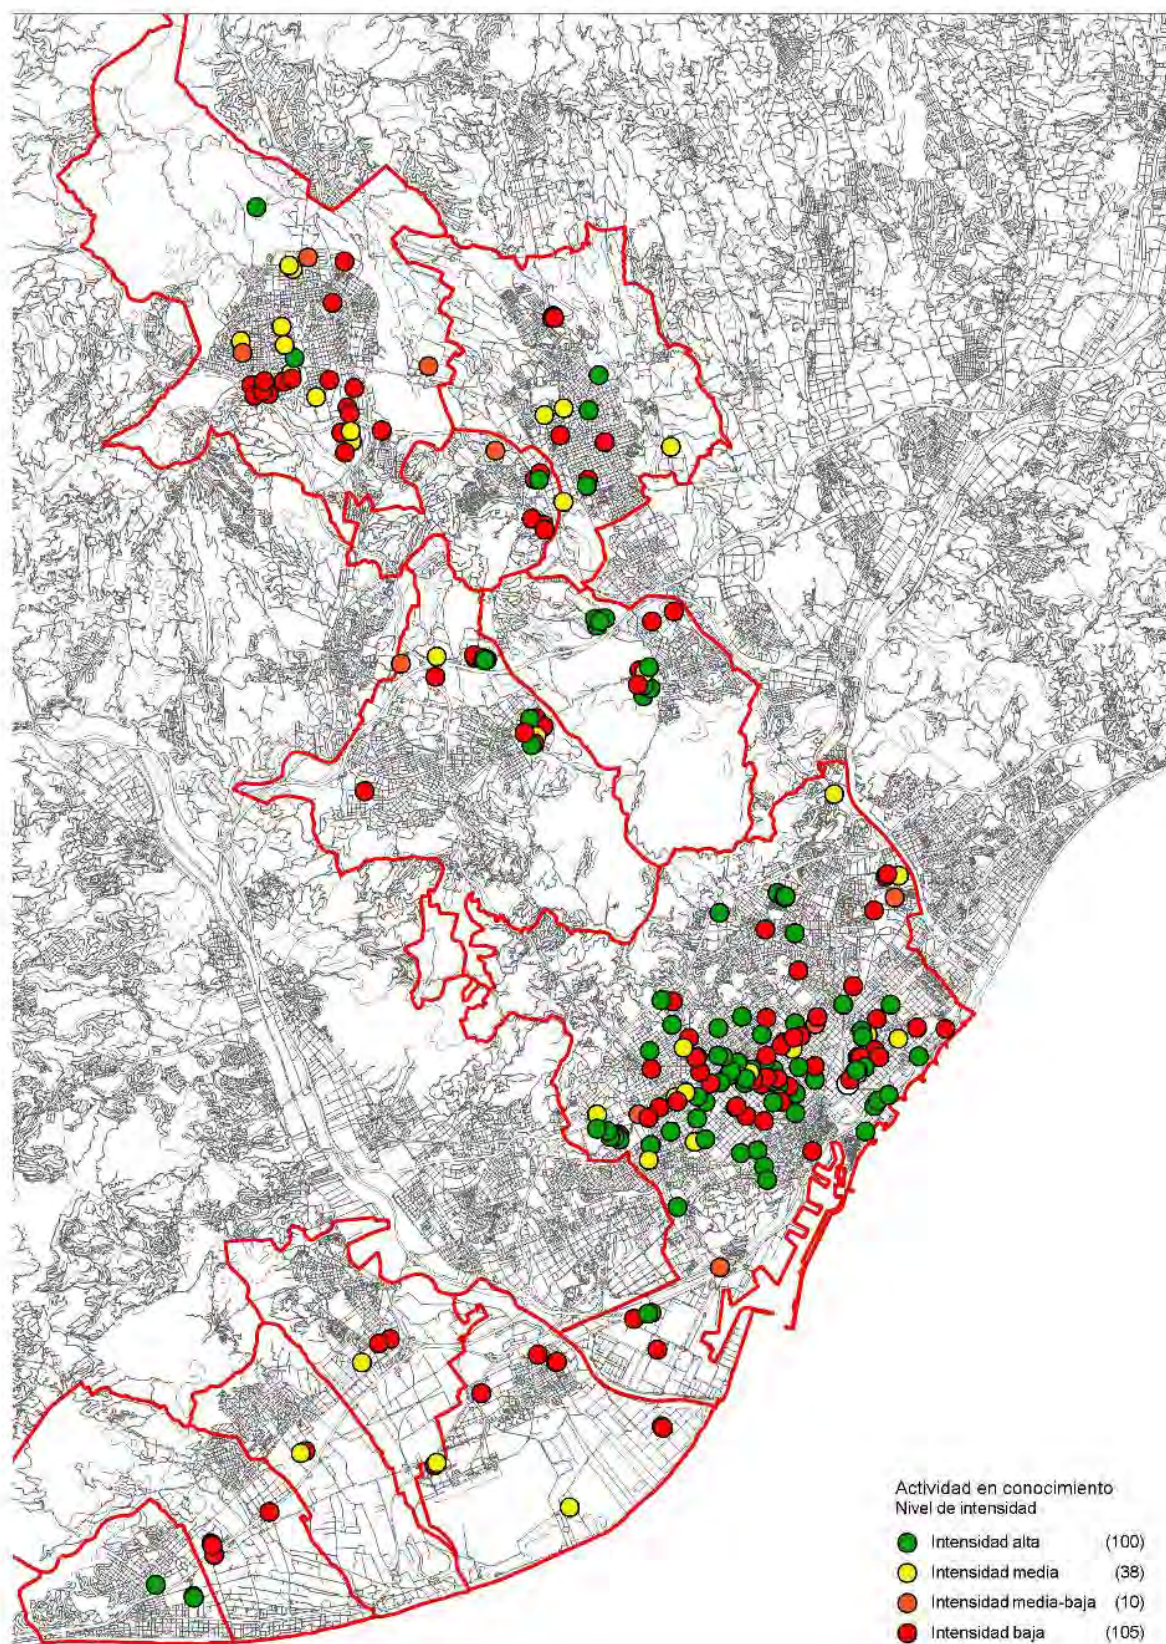 Actividad en conocimiento
Nivel de intensidad
Intensidad alta (100)
Intensidad media (38)
Intensidad media-baja (10)
Intensidad baja (105)